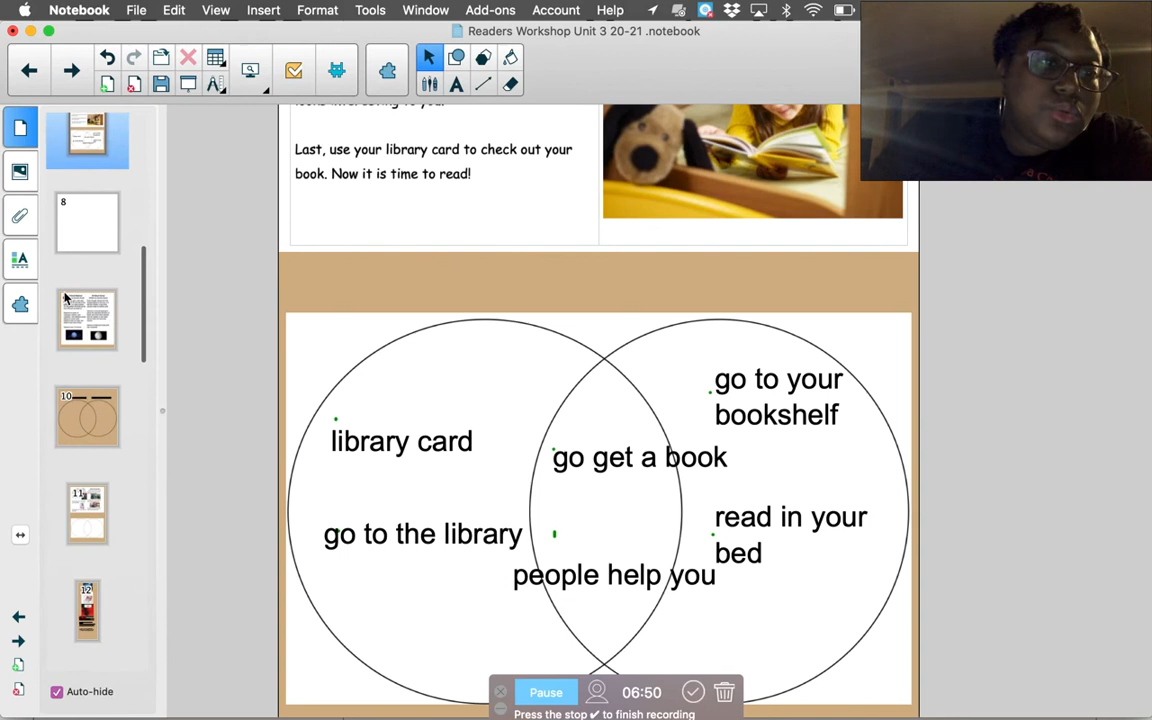 Notebook File Edit View Insert Format Tools Window Add-ons Account Help
Readers Workshop Unit 3 20-21 .notebook
Last, use your library card to check out your
book. Now it is time to read!
8
10
11
12
library card
go to the library
go get a book
people help you
go to your
bookshelf
read in your
bed
Auto-hide
Pause
06:50
Press the stop ✔ to finish recording